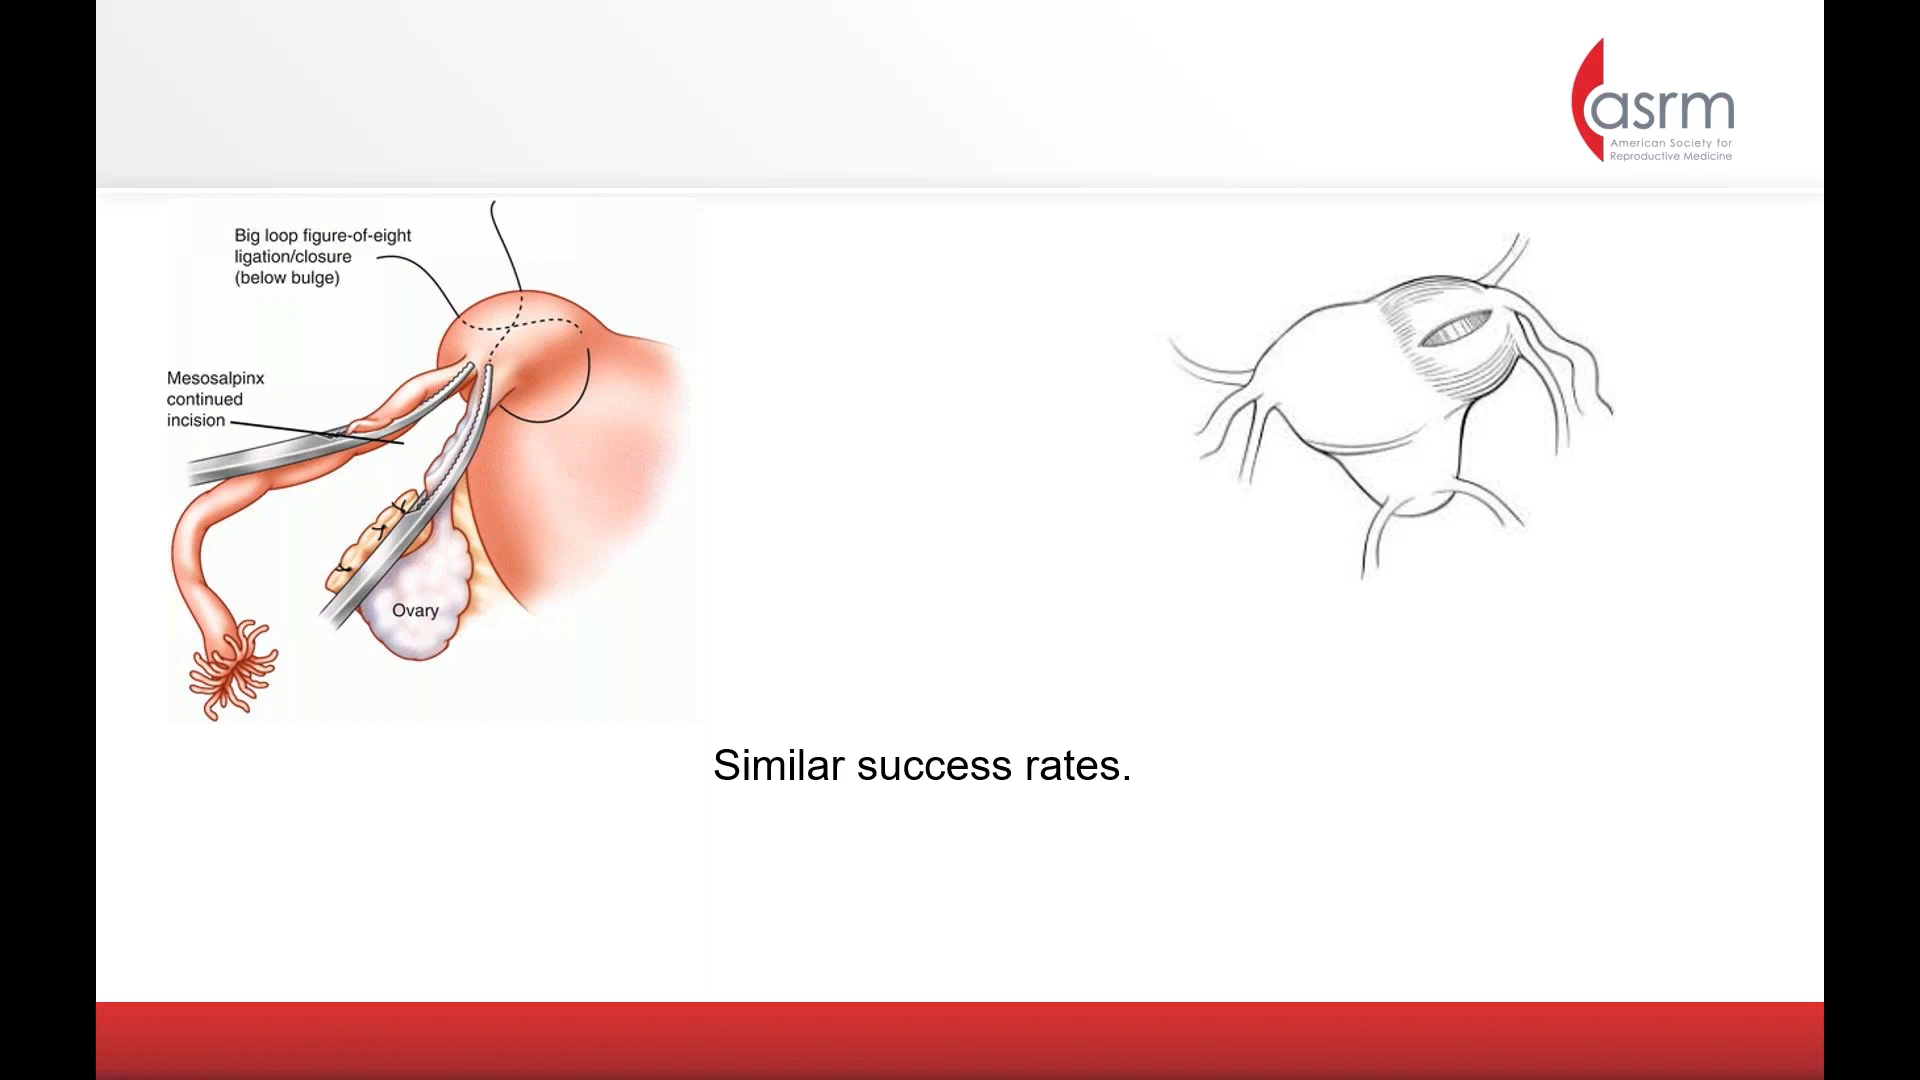 asrm
American Society for
Reproductive Medicine
Big loop figure-of-eight
ligation/closure
(below bulge)
Mesosalpinx
continued
incision
Ovary
Similar success rates.